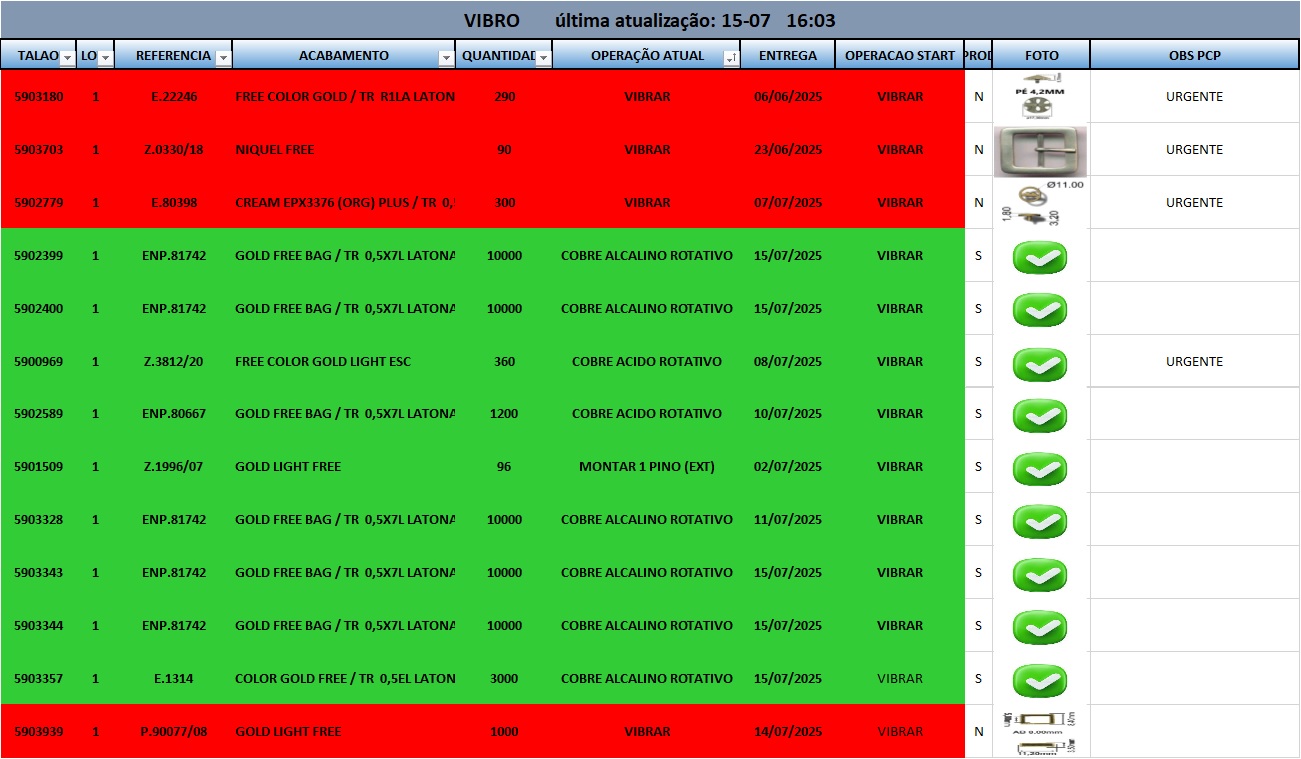 VIBRO última atualização: 15-07 16:03
TALAO LO REFERENCIA ACABAMENTO QUANTIDAD OPERAÇÃO ATUAL ENTREGA OPERACAO START PROD FOTO OBS PCP
5903180 1 E.22246 FREE COLOR GOLD / TR R1LA LATON 290 VIBRAR 06/06/2025 VIBRAR N PÉ 4,2MM URGENTE
5903703 1 Z.0330/18 NIQUEL FREE 90 VIBRAR 23/06/2025 VIBRAR N URGENTE
5902779 1 E.80398 CREAM EPX3376 (ORG) PLUS / TR 0, 300 VIBRAR 07/07/2025 VIBRAR N Ø11.00 1,80 3,20 URGENTE
5902399 1 ENP.81742 GOLD FREE BAG / TR 0,5X7L LATONA 10000 COBRE ALCALINO ROTATIVO 15/07/2025 VIBRAR S
5902400 1 ENP.81742 GOLD FREE BAG / TR 0,5X7L LATONA 10000 COBRE ALCALINO ROTATIVO 15/07/2025 VIBRAR S
5900969 1 Z.3812/20 FREE COLOR GOLD LIGHT ESC 360 COBRE ACIDO ROTATIVO 08/07/2025 VIBRAR S URGENTE
5902589 1 ENP.80667 GOLD FREE BAG / TR 0,5X7L LATONA 1200 COBRE ACIDO ROTATIVO 10/07/2025 VIBRAR S
5901509 1 Z.1996/07 GOLD LIGHT FREE 96 MONTAR 1 PINO (EXT) 02/07/2025 VIBRAR S
5903328 1 ENP.81742 GOLD FREE BAG / TR 0,5X7L LATONA 10000 COBRE ALCALINO ROTATIVO 11/07/2025 VIBRAR S
5903343 1 ENP.81742 GOLD FREE BAG / TR 0,5X7L LATONA 10000 COBRE ALCALINO ROTATIVO 15/07/2025 VIBRAR S
5903344 1 ENP.81742 GOLD FREE BAG / TR 0,5X7L LATONA 10000 COBRE ALCALINO ROTATIVO 15/07/2025 VIBRAR S
5903357 1 E.1314 COLOR GOLD FREE / TR 0,5EL LATON 3000 COBRE ALCALINO ROTATIVO 15/07/2025 VIBRAR S
5903939 1 P.90077/08 GOLD LIGHT FREE 1000 VIBRAR 14/07/2025 VIBRAR N AD 8.00mm 11,20mm